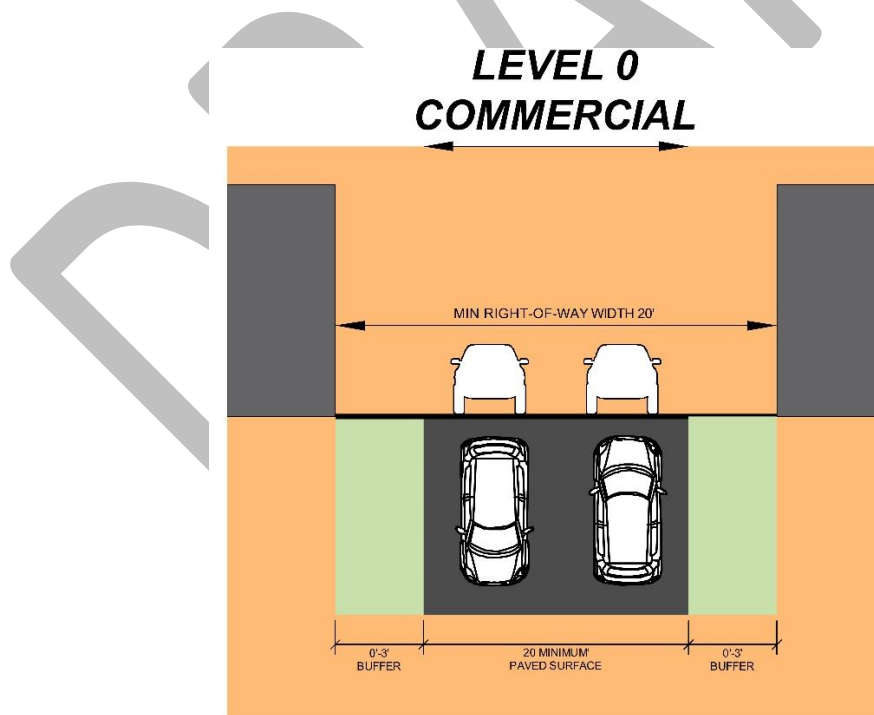 LEVEL 0
COMMERCIAL
MIN RIGHT-OF-WAY WIDTH 20'
0'-3' 20 MINIMUM' 0'-3'
BUFFER PAVED SURFACE BUFFER